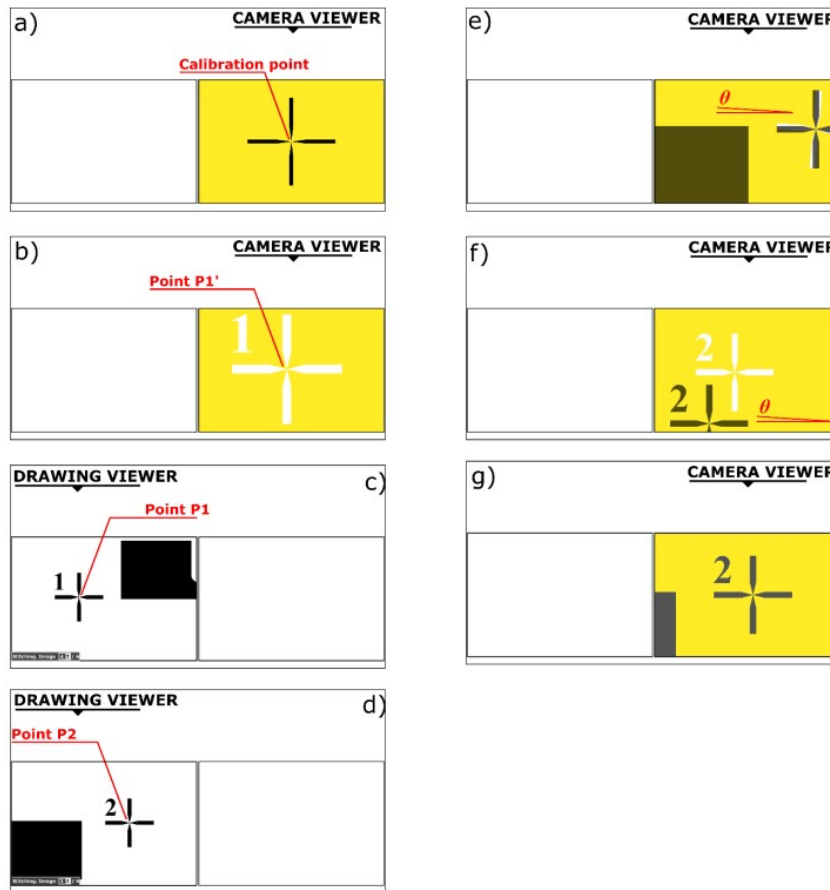 a)
CAMERA VIEWER
Calibration point
b)
CAMERA VIEWER
Point P1'
1
DRAWING VIEWER
c)
Point P1
1
DRAWING VIEWER
d)
Point P2
2
e)
CAMERA VIEWER
θ
f)
CAMERA VIEWER
2
2
θ
g)
CAMERA VIEWER
2